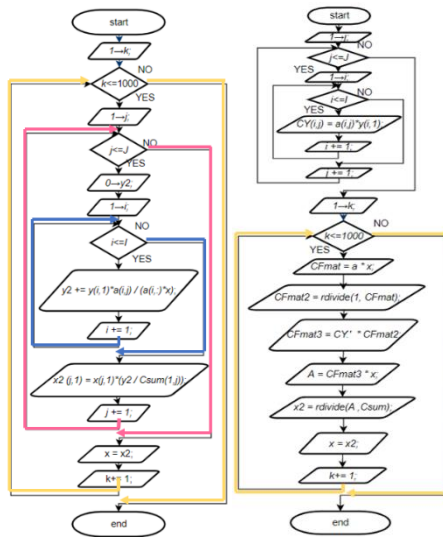 start
1→k;
k<=1000
NO
YES
1→j;
j<=J
NO
YES
0→y2;
1→i;
NO
i<=I
YES
y2 += y(i,1)*a(i,j) / (a(i,:)*x);
i += 1;
x2 (j,1) = x(j,1)*(y2 / Csum(1,j));
j += 1;
x = x2;
k+= 1;
end
start
1→j;
j<=J
NO
YES
1→i;
i<=I
NO
YES
CY(i,j) = a(i,j)*y(i,1);
i += 1;
j += 1;
1→k;
k<=1000
NO
YES
CFmat = a * x;
CFmat2 = rdivide(1, CFmat);
CFmat3 = CY.' * CFmat2;
A = CFmat3 * x;
x2 = rdivide(A ,Csum);
x = x2;
k+= 1;
end